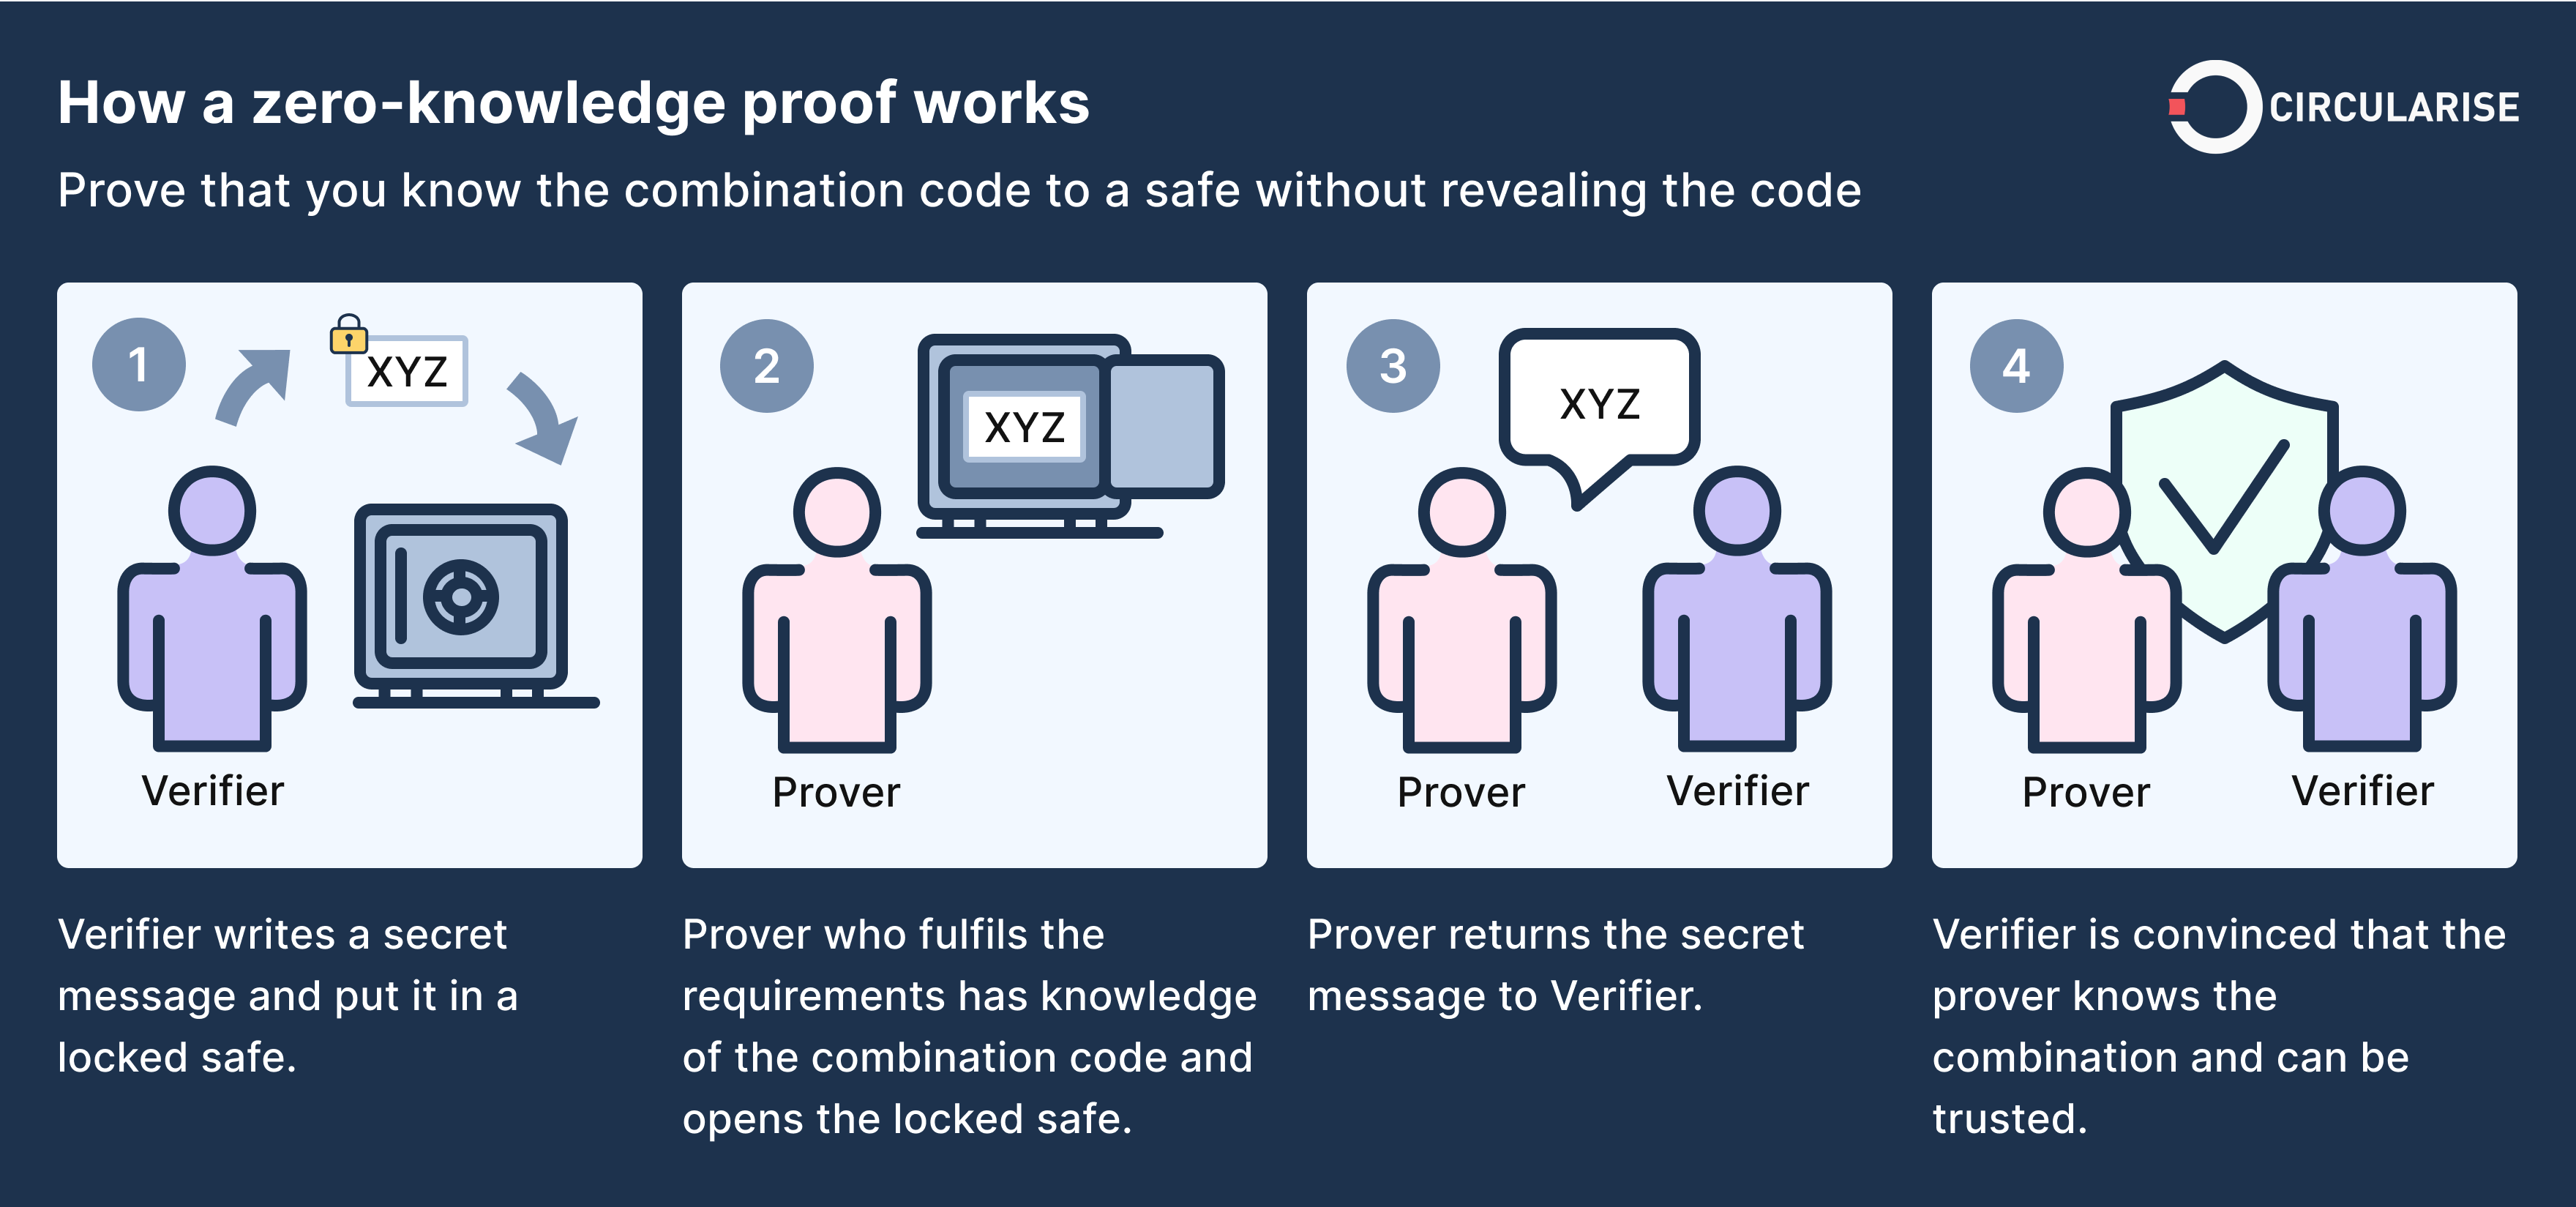 How a zero-knowledge proof works
CIRCULARISE
Prove that you know the combination code to a safe without revealing the code
1
XYZ
Verifier
Verifier writes a secret
message and put it in a
locked safe.
2
XYZ
Prover
Prover who fulfils the
requirements has knowledge
of the combination code and
opens the locked safe.
3
XYZ
Prover
Verifier
Prover returns the secret
message to Verifier.
4
Prover
Verifier
Verifier is convinced that the
prover knows the
combination and can be
trusted.